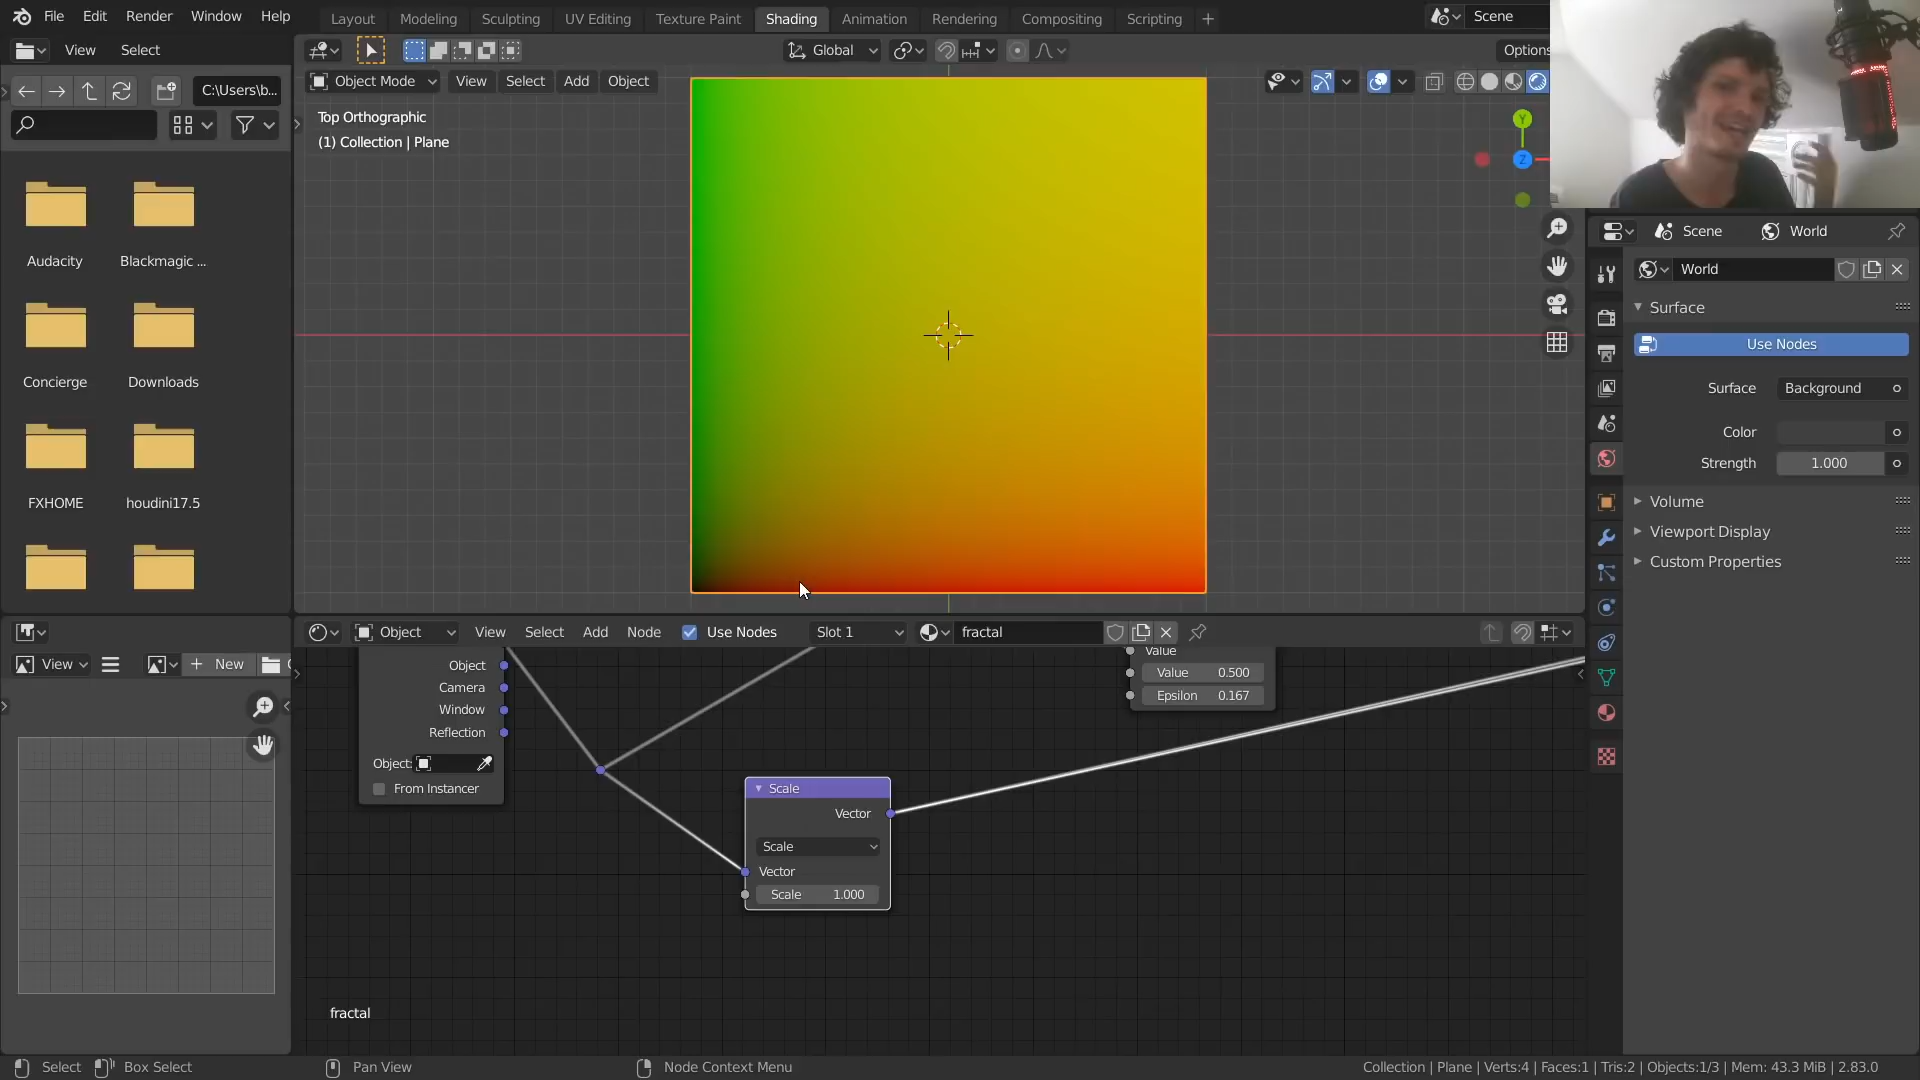 File Edit Render Window Help
Layout Modeling Sculpting UV Editing Texture Paint Shading Animation Rendering Compositing Scripting +
Scene
View Select
Global
Options
C:\Users\b...
Object Mode View Select Add Object
Top Orthographic
(1) Collection | Plane
Y
Z
Audacity Blackmagic ...
Concierge Downloads
FXHOME houdini17.5
Scene World
World
Surface
Use Nodes
Surface Background
Color
Strength 1.000
Volume
Viewport Display
Custom Properties
Object View Select Add Node Use Nodes Slot 1 fractal
View + New
Object
Camera
Window
Reflection
Object:
From Instancer
Value
Value 0.500
Epsilon 0.167
Scale
Vector
Scale
Vector
Scale 1.000
fractal
Select Box Select Pan View Node Context Menu
Collection | Plane | Verts:4 | Faces:1 | Tris:2 | Objects:1/3 | Mem: 43.3 MiB | 2.83.0